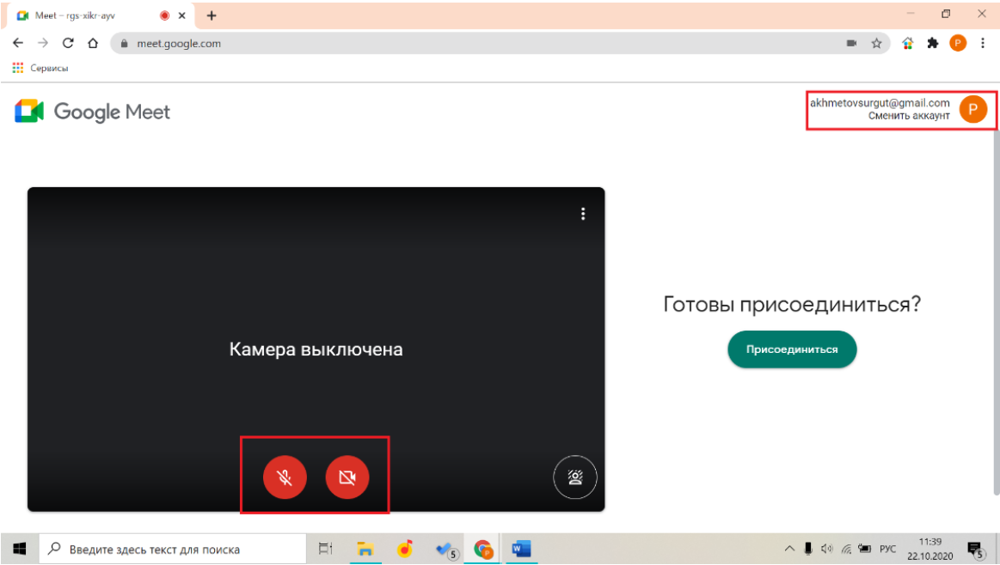 Meet – rgs-xikr-ayv
meet.google.com
P
Сервисы
Google Meet
akhmetovsurgut@gmail.com
Сменить аккаунт
P
Камера выключена
Готовы присоединиться?
Присоединиться
Введите здесь текст для поиска
5
РУС
11:39
22.10.2020
5